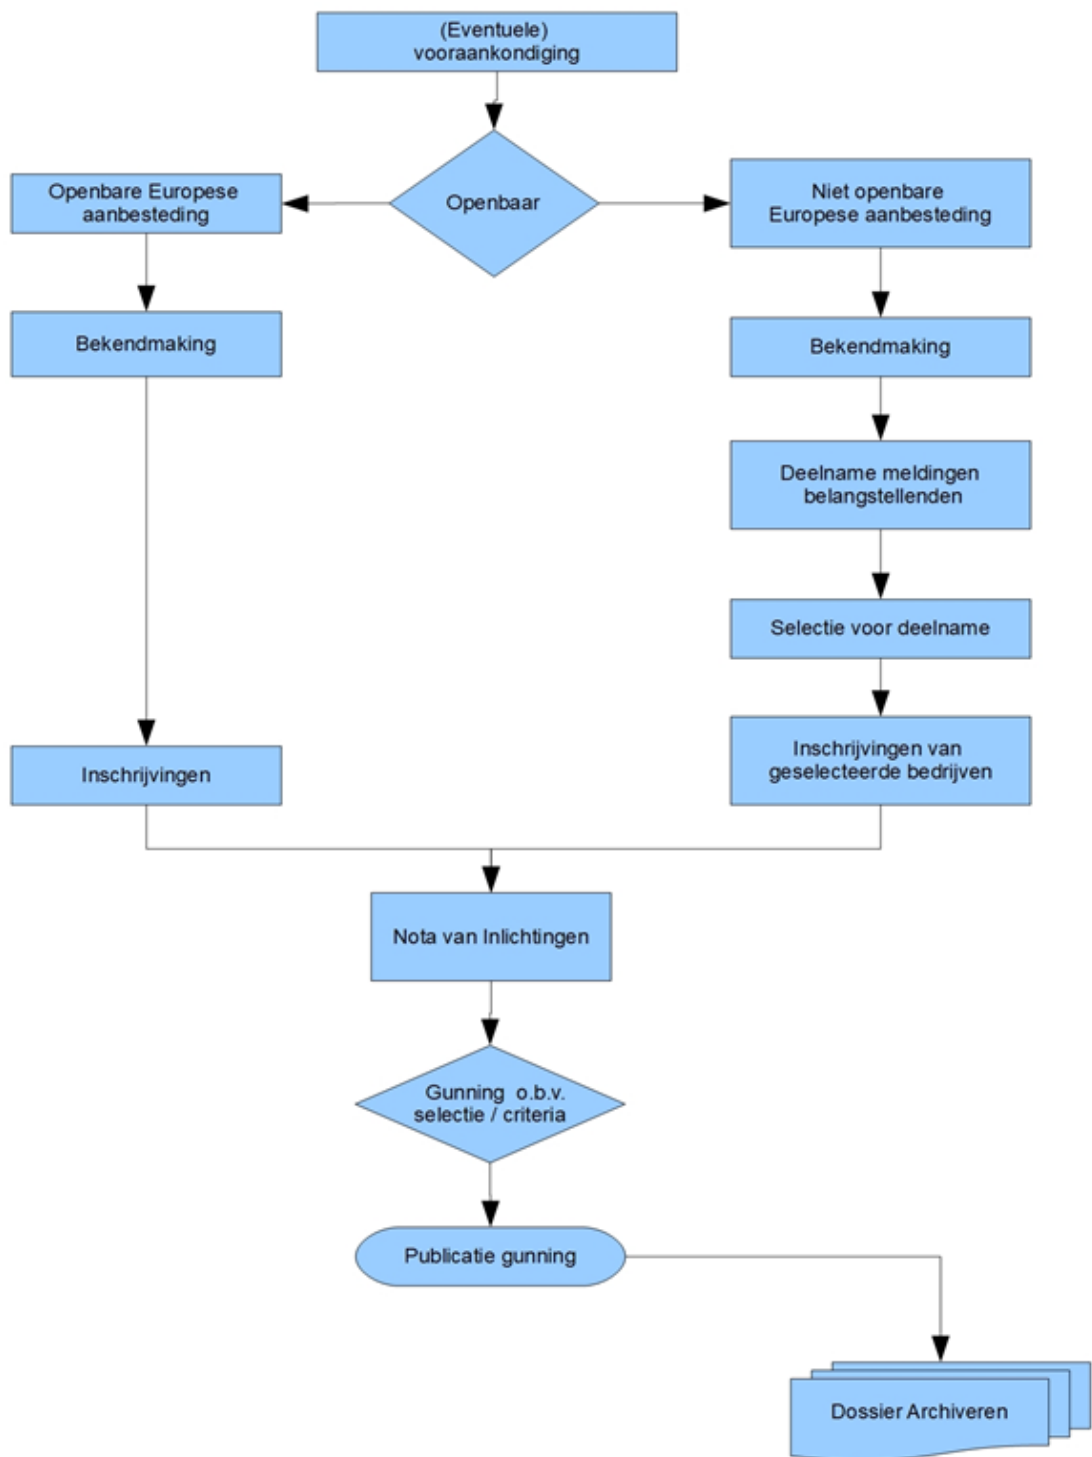 (Eventuele)
vooraankondiging
Openbaar
Openbare Europese
aanbesteding
Niet openbare
Europese aanbesteding
Bekendmaking
Bekendmaking
Deelname meldingen
belangstellenden
Selectie voor deelname
Inschrijvingen
Inschrijvingen van
geselecteerde bedrijven
Nota van Inlichtingen
Gunning o.b.v.
selectie / criteria
Publicatie gunning
Dossier Archiveren